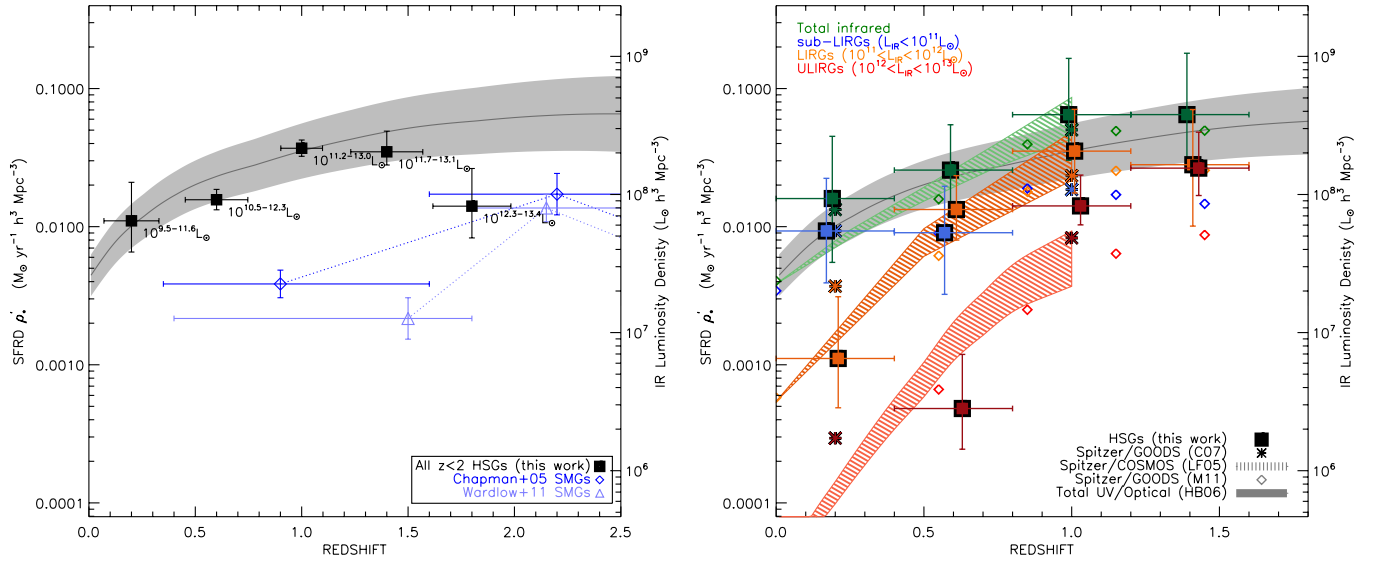 0.1000
0.0100
0.0010
0.0001
SFRD ρ̇* (M⊙ yr⁻¹ h³ Mpc⁻³)
10^9.5−11.6 L⊙
10^10.5−12.3 L⊙
10^11.2−13.0 L⊙
10^11.7−13.1 L⊙
10^12.3−13.4 L⊙
All z<2 HSGs (this work)
Chapman+05 SMGs
Wardlow+11 SMGs
0.0 0.5 1.0 1.5 2.0 2.5
REDSHIFT
10⁹
10⁸
10⁷
10⁶
IR Luminosity Denisty (L⊙ h³ Mpc⁻³)
0.1000
0.0100
0.0010
0.0001
SFRD ρ̇* (M⊙ yr⁻¹ h³ Mpc⁻³)
Total infrared
sub−LIRGs (L_IR<10¹¹L⊙)
LIRGs (10¹¹<L_IR<10¹²L⊙)
ULIRGs (10¹²<L_IR<10¹³L⊙)
HSGs (this work)
Spitzer/GOODS (C07)
Spitzer/COSMOS (LF05)
Spitzer/GOODS (M11)
Total UV/Optical (HB06)
0.0 0.5 1.0 1.5
REDSHIFT
10⁹
10⁸
10⁷
10⁶
IR Luminosity Denisty (L⊙ h³ Mpc⁻³)